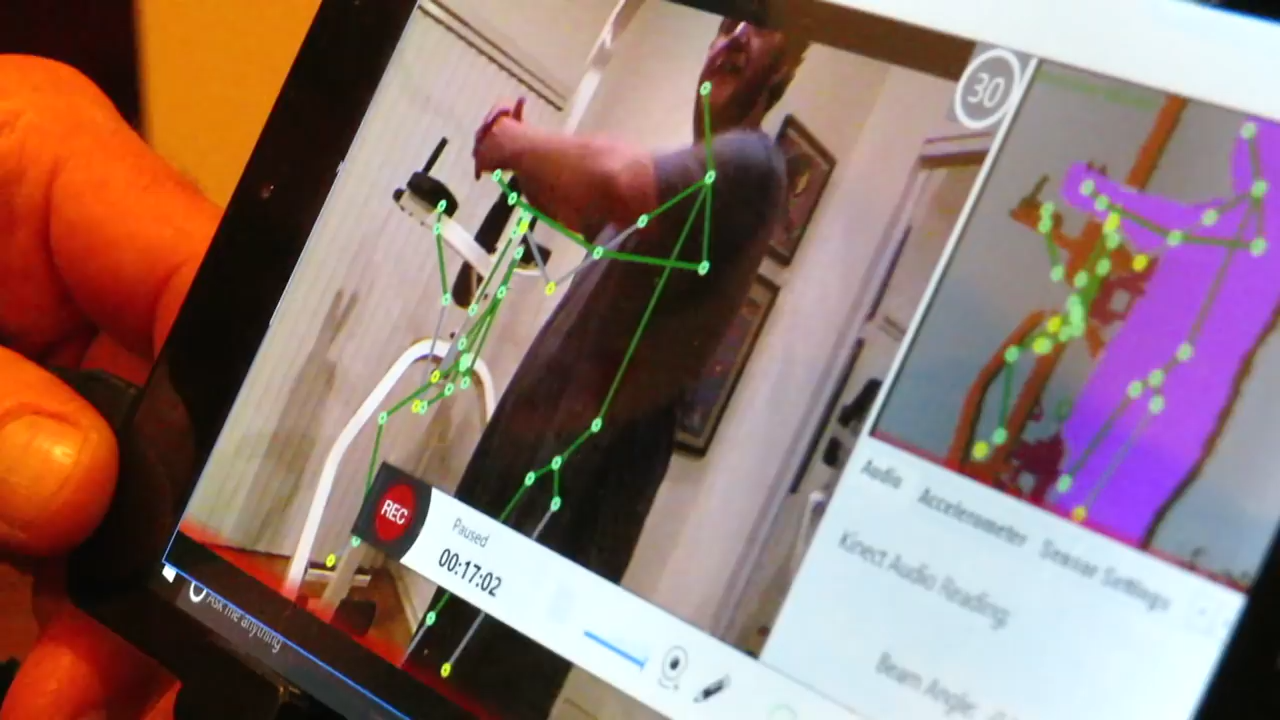 30
REC
Paused
00:17:02
Ask me anything
Audio Accelerometer Sensor Settings
Kinect Audio Reading
Beam Angle